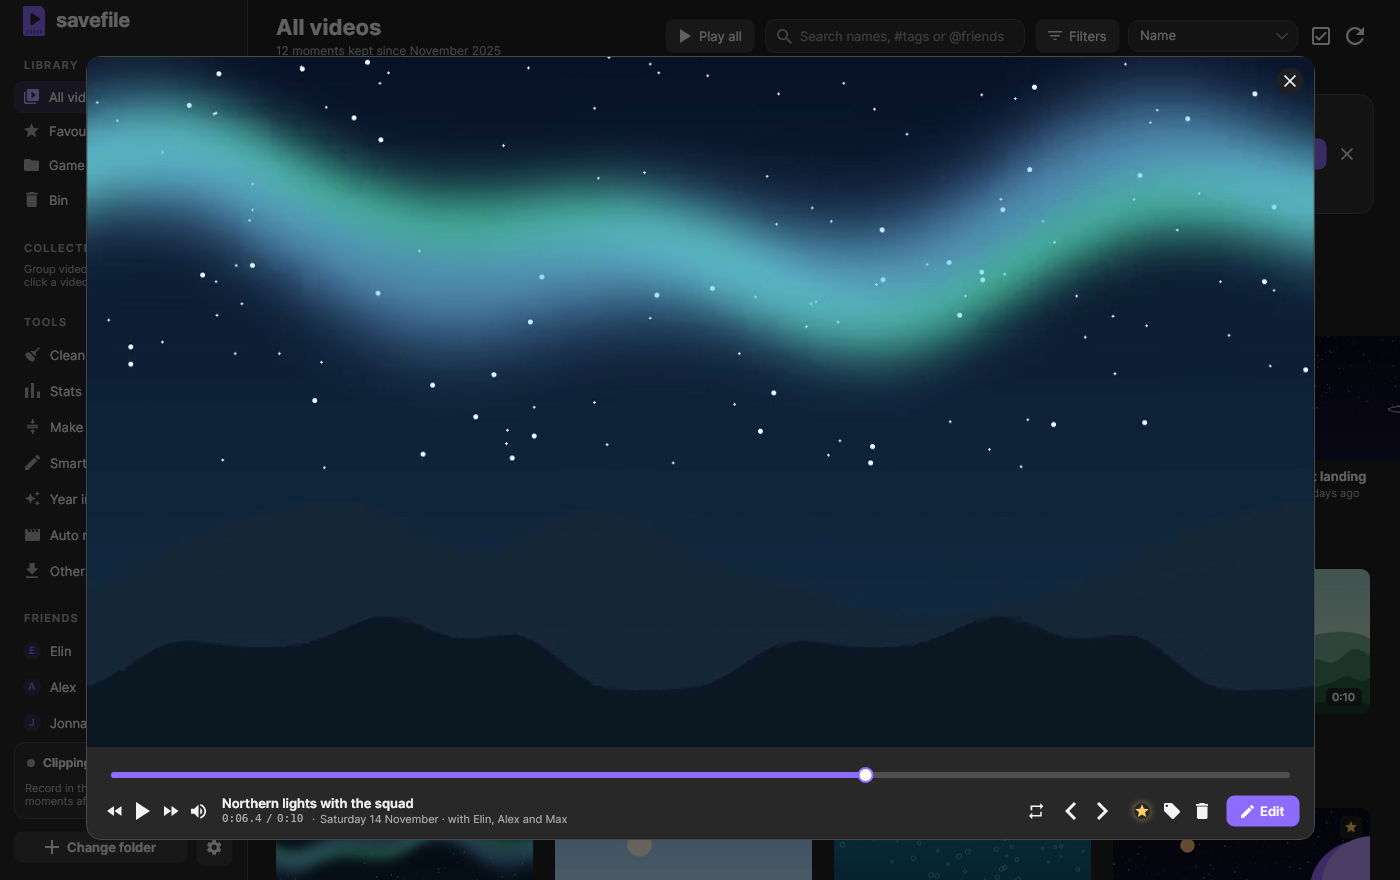 savefile
All videos
12 moments kept since November 2025
Play all
Search names, #tags or @friends
Filters
Name
LIBRARY
All vid
Favou
Game
Bin
COLLECT
Group video
click a video
TOOLS
Clean
Stats
Make
Smart
Year i
Auto r
Other
FRIENDS
E Elin
A Alex
J Jonna
Clipping
Record in th
moments af
Change folder
landing
days ago
0:10
Northern lights with the squad
0:06.4 / 0:10 · Saturday 14 November · with Elin, Alex and Max
Edit